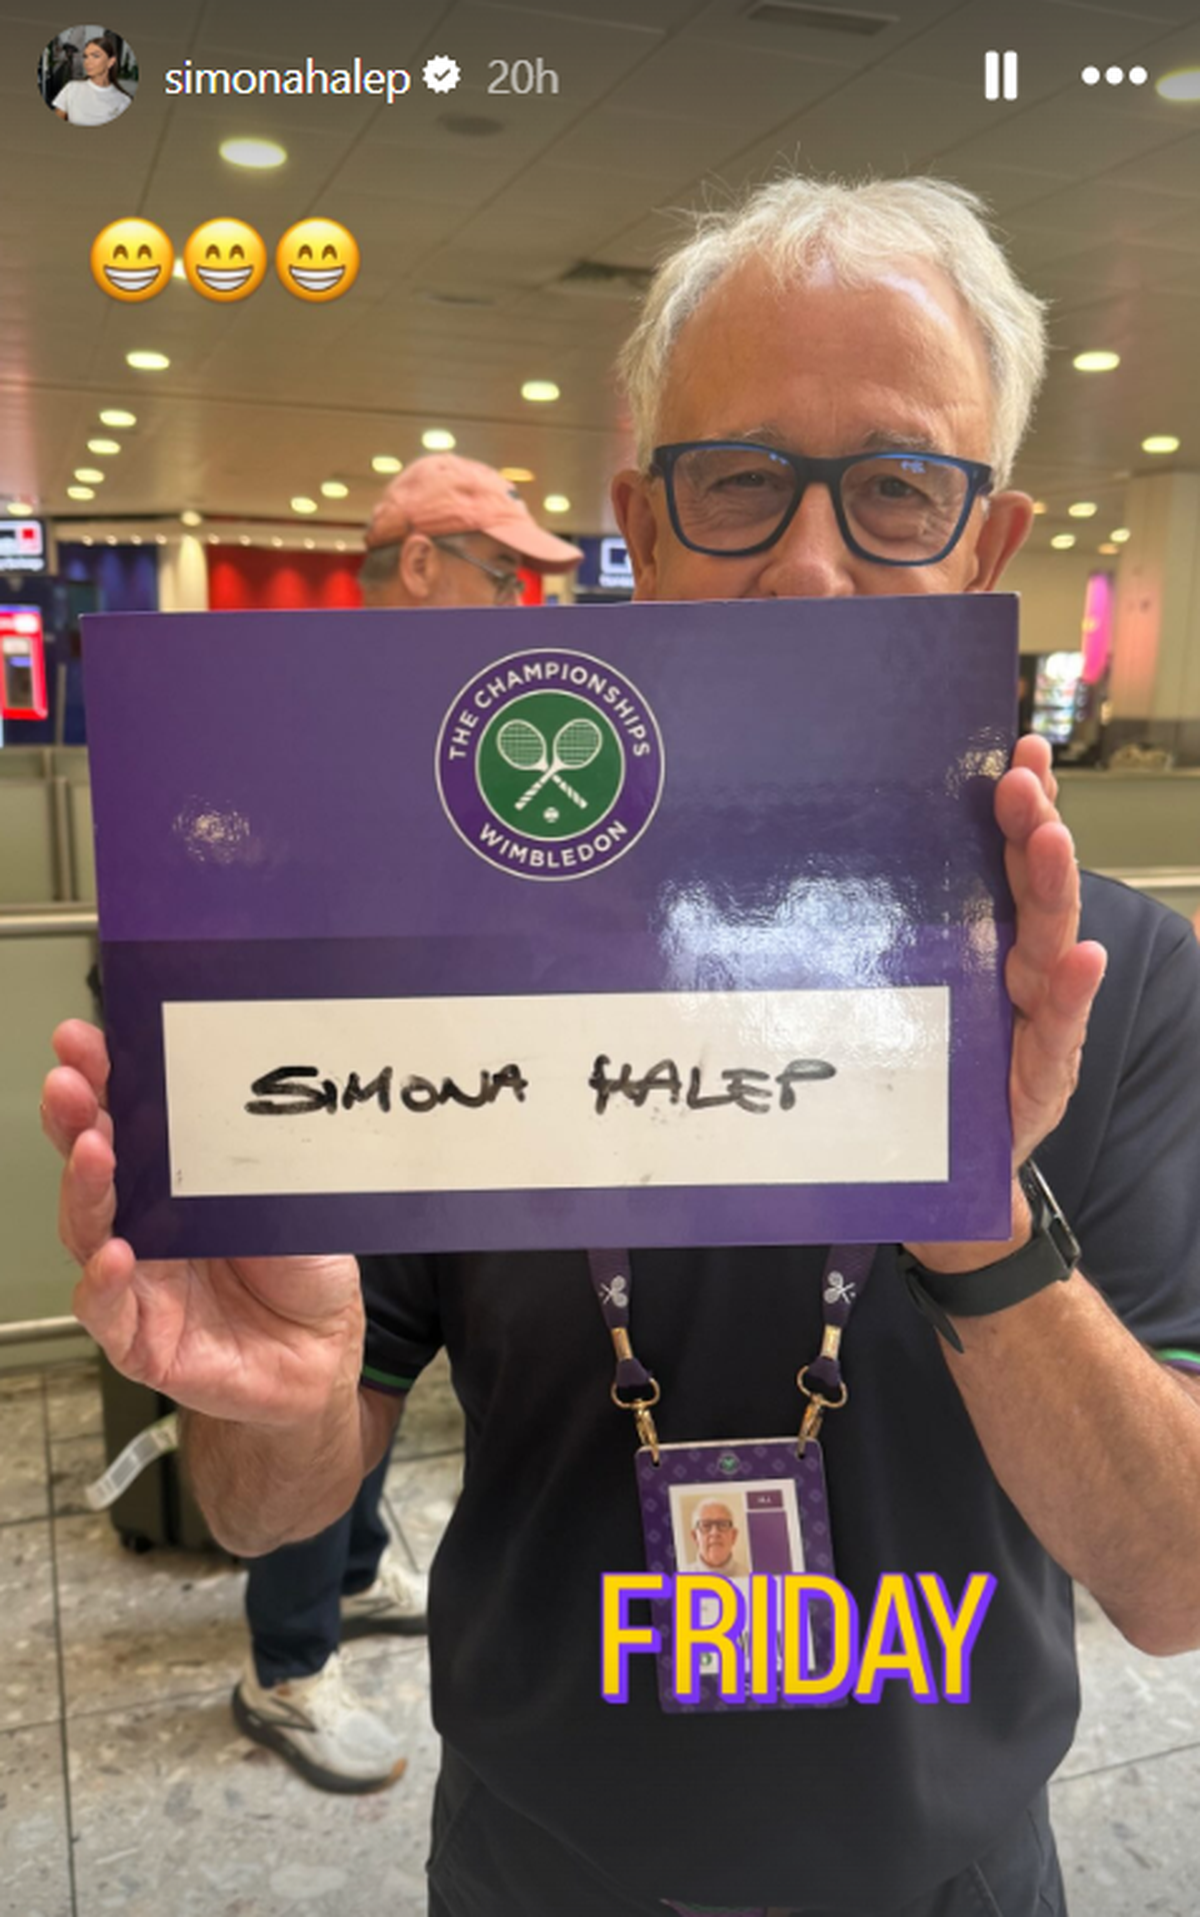 simonahalep 20h
😁😁😁
THE CHAMPIONSHIPS
WIMBLEDON
SIMONA HALEP
FRIDAY